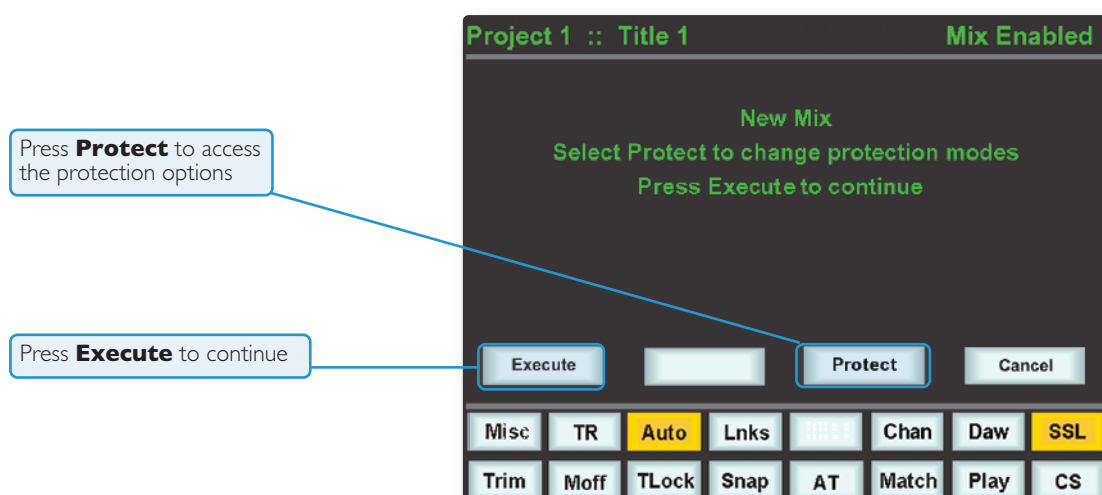 Project 1 :: Title 1 Mix Enabled
New Mix
Select Protect to change protection modes
Press Execute to continue
Press Protect to access
the protection options
Press Execute to continue
Execute Protect Cancel
Misc TR Auto Lnks Chan Daw SSL
Trim Moff TLock Snap AT Match Play CS